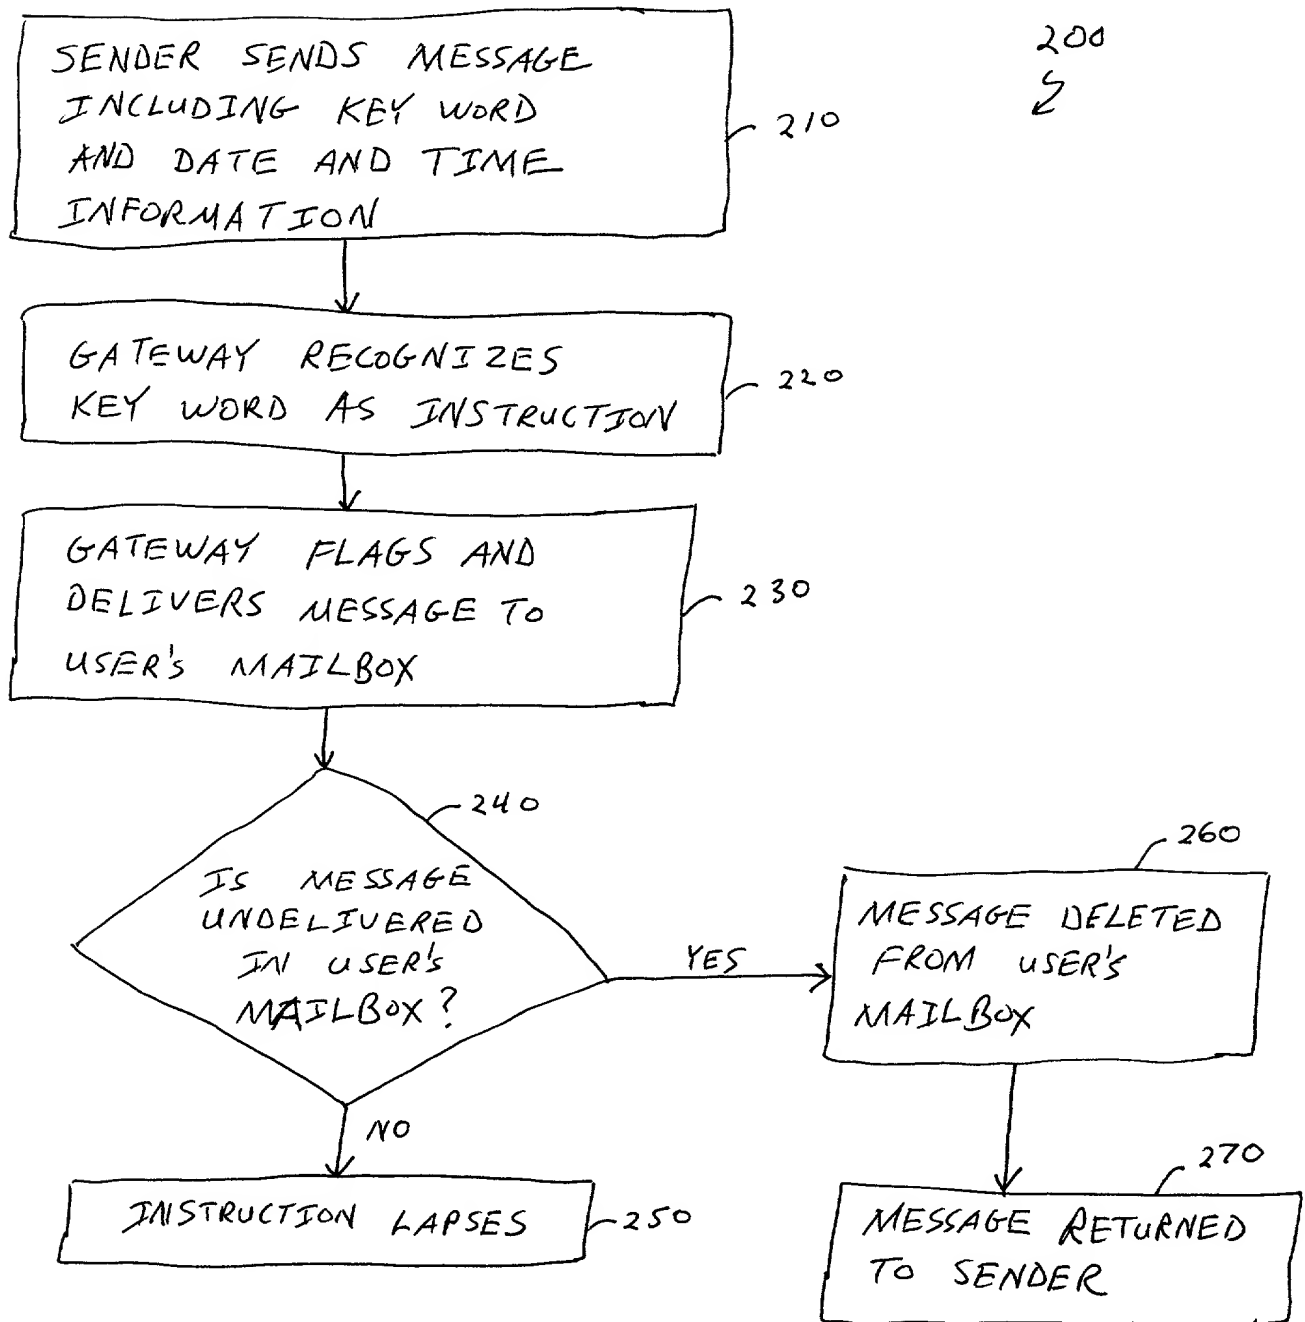 200
SENDER SENDS MESSAGE
INCLUDING KEY WORD
AND DATE AND TIME
INFORMATION
210
GATEWAY RECOGNIZES
KEY WORD AS INSTRUCTION
220
GATEWAY FLAGS AND
DELIVERS MESSAGE TO
USER'S MAILBOX
230
240
IS MESSAGE
UNDELIVERED
IN USER'S
MAILBOX?
YES
NO
260
MESSAGE DELETED
FROM USER'S
MAILBOX
INSTRUCTION LAPSES
250
270
MESSAGE RETURNED
TO SENDER